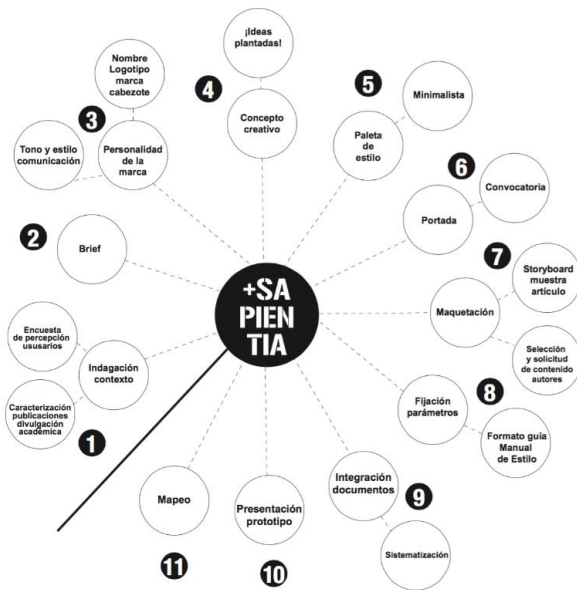 +SA
PIEN
TIA
1
Indagación
contexto
Encuesta
de percepción
ususarios
Caracterización
publicaciones
divulgación
académica
2
Brief
3
Personalidad
de la
marca
Nombre
Logotipo
marca
cabezote
Tono y estilo
comunicación
4
Concepto
creativo
¡Ideas
plantadas!
5
Paleta
de
estilo
Minimalista
6
Portada
Convocatoria
7
Maquetación
Storyboard
muestra
artículo
Selección
y solicitud
de contenido
autores
8
Fijación
parámetros
Formato guía
Manual
de Estilo
9
Integración
documentos
Sistematización
10
Presentación
prototipo
11
Mapeo